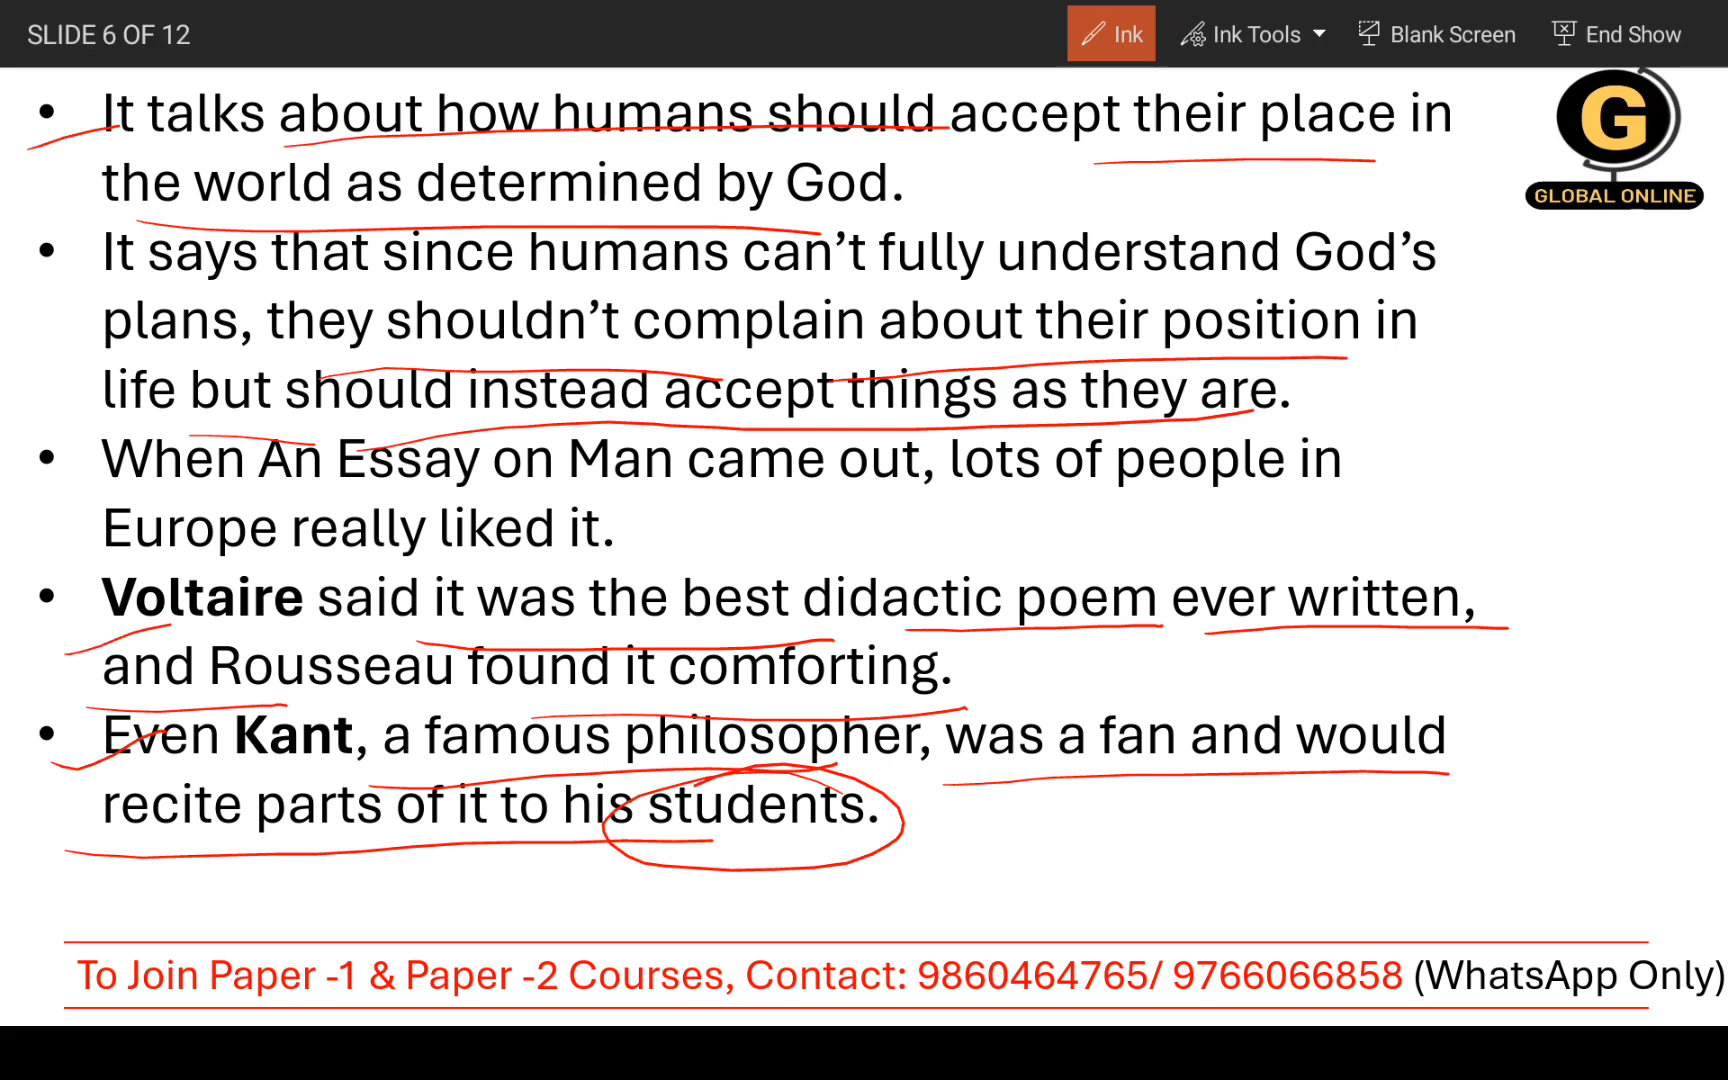 SLIDE 6 OF 12
Ink
Ink Tools
Blank Screen
End Show
G
GLOBAL ONLINE
• It talks about how humans should accept their place in
the world as determined by God.
• It says that since humans can’t fully understand God’s
plans, they shouldn’t complain about their position in
life but should instead accept things as they are.
• When An Essay on Man came out, lots of people in
Europe really liked it.
• Voltaire said it was the best didactic poem ever written,
and Rousseau found it comforting.
• Even Kant, a famous philosopher, was a fan and would
recite parts of it to his students.
To Join Paper -1 & Paper -2 Courses, Contact: 9860464765/ 9766066858 (WhatsApp Only)